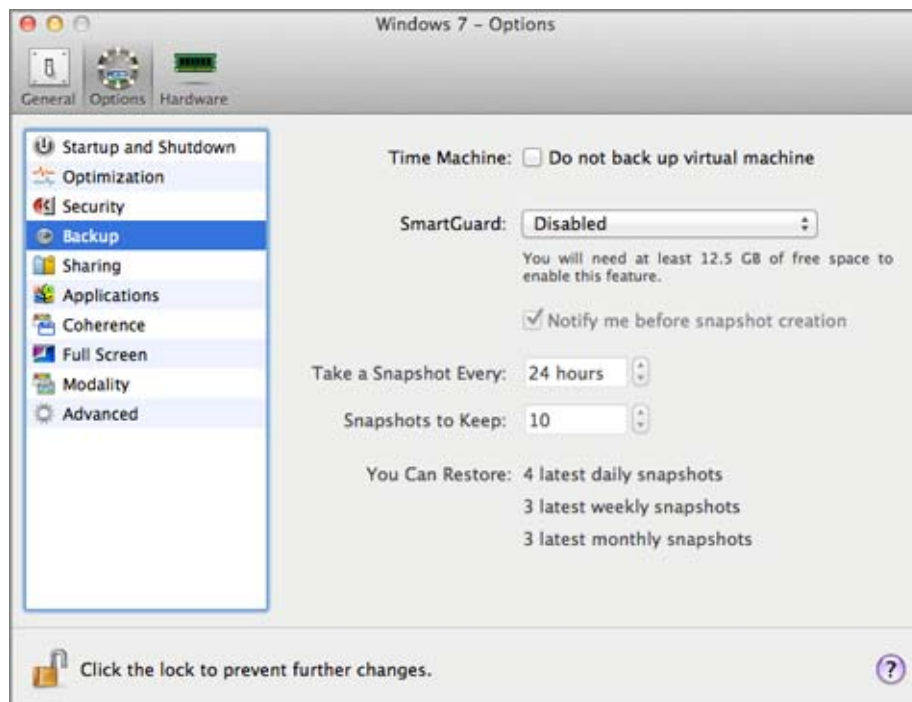 Windows 7 – Options
General Options Hardware
Startup and Shutdown
Optimization
Security
Backup
Sharing
Applications
Coherence
Full Screen
Modality
Advanced
Time Machine: Do not back up virtual machine
SmartGuard: Disabled
You will need at least 12.5 GB of free space to
enable this feature.
Notify me before snapshot creation
Take a Snapshot Every: 24 hours
Snapshots to Keep: 10
You Can Restore: 4 latest daily snapshots
3 latest weekly snapshots
3 latest monthly snapshots
Click the lock to prevent further changes.
?